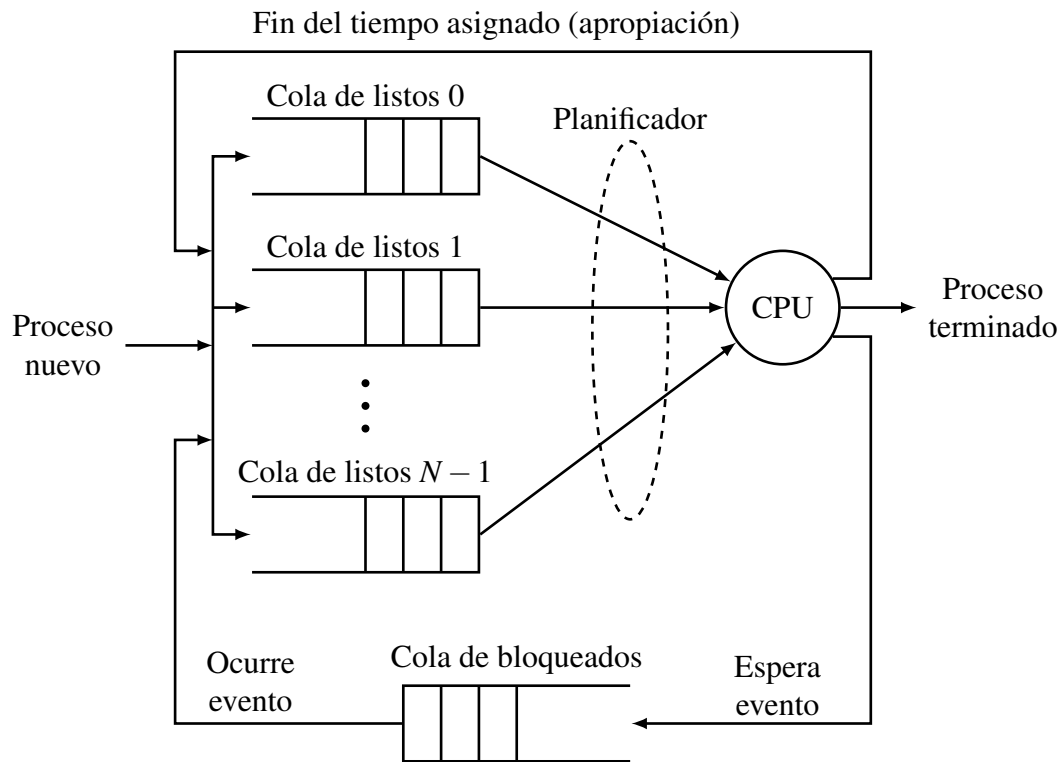 Fin del tiempo asignado (apropiación)
Cola de listos 0
Planificador
Cola de listos 1
CPU
Proceso
terminado
Proceso
nuevo
Cola de listos N − 1
Ocurre
evento
Cola de bloqueados
Espera
evento